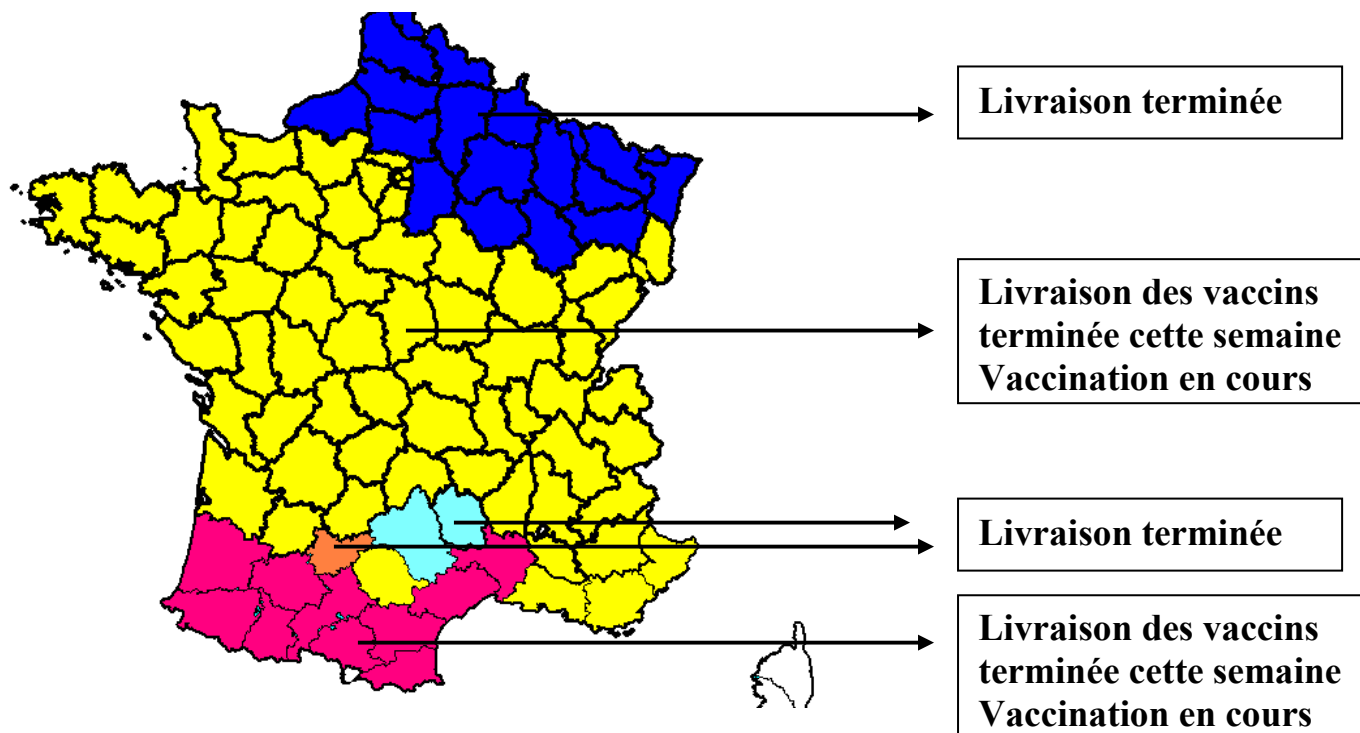 Livraison terminée
Livraison des vaccins
terminée cette semaine
Vaccination en cours
Livraison terminée
Livraison des vaccins
terminée cette semaine
Vaccination en cours